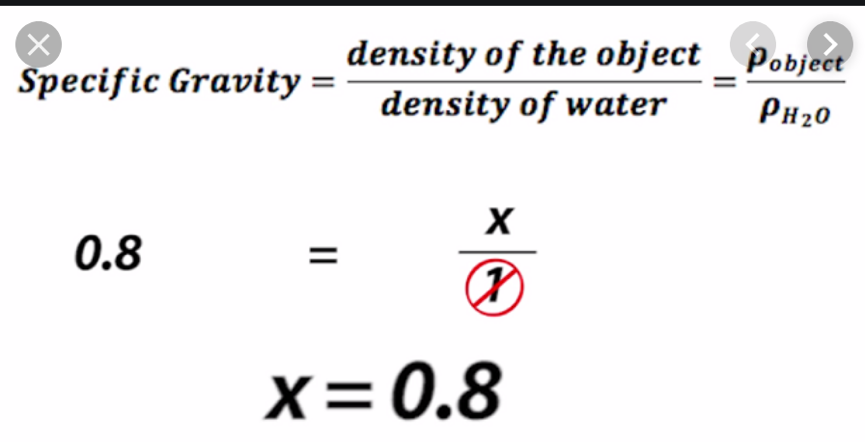 Specific Gravity = density of the object / density of water = ρobject / ρH2O
0.8 = x / 1
x = 0.8